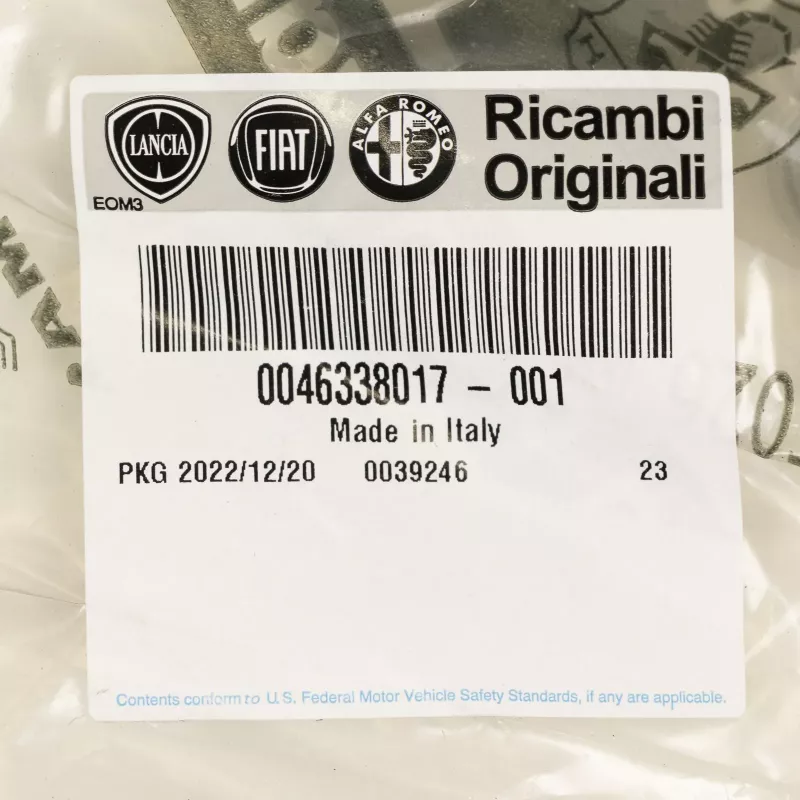 LANCIA
FIAT
ALFA ROMEO
Ricambi
Originali
EOM3
0046338017 - 001
Made in Italy
PKG 2022/12/20 0039246 23
Contents conform to U.S. Federal Motor Vehicle Safety Standards, if any are applicable.